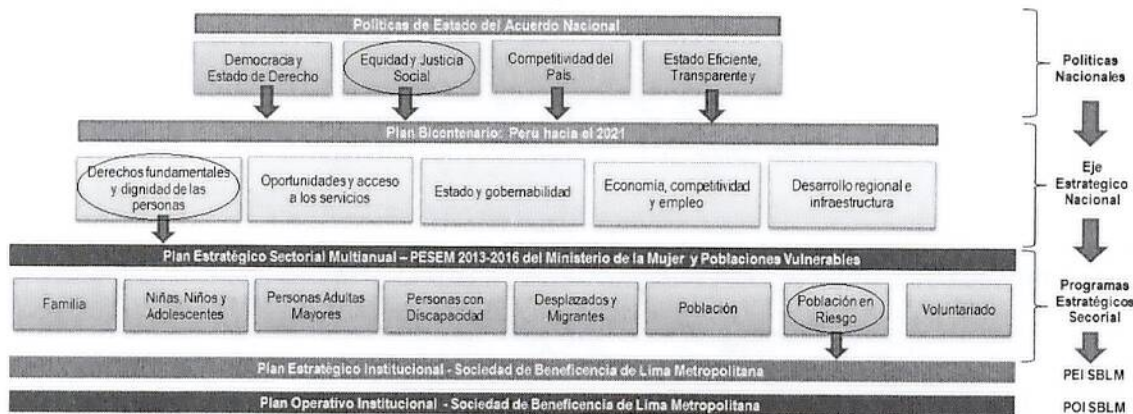 Políticas de Estado del Acuerdo Nacional
Democracia y
Estado de Derecho
Equidad y Justicia
Social
Competitividad del
País.
Estado Eficiente,
Transparente y
Políticas
Nacionales
Plan Bicentenario: Perú hacia el 2021
Derechos fundamentales
y dignidad de las
personas
Oportunidades y acceso
a los servicios
Estado y gobernabilidad
Economía, competitividad
y empleo
Desarrollo regional e
infraestructura
Eje
Estrategico
Nacional
Plan Estratégico Sectorial Multianual – PESEM 2013-2016 del Ministerio de la Mujer y Poblaciones Vulnerables
Familia
Niñas, Niños y
Adolescentes
Personas Adultas
Mayores
Personas con
Discapacidad
Desplazados y
Migrantes
Población
Población en
Riesgo
Voluntariado
Programas
Estratégicos
Secorial
Plan Estratégico Institucional - Sociedad de Beneficencia de Lima Metropolitana
PEI SBLM
Plan Operativo Institucional - Sociedad de Beneficencia de Lima Metropolitana
POI SBLM